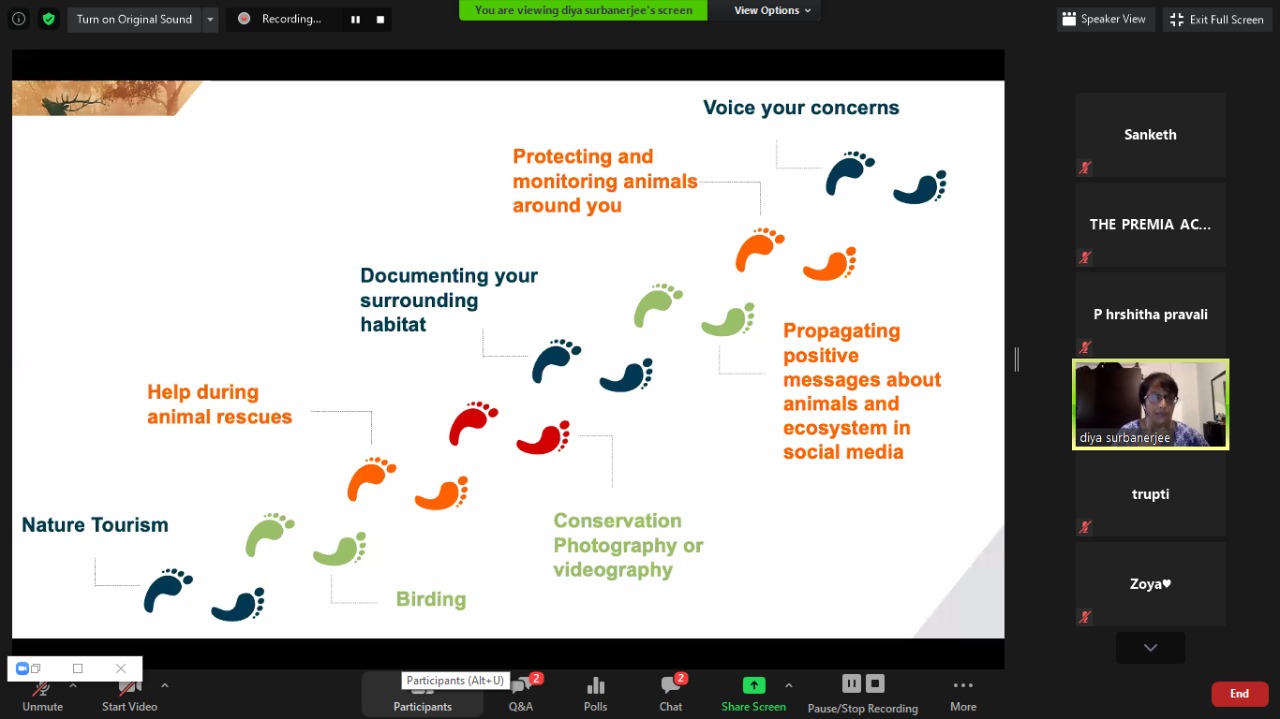 Turn on Original Sound
Recording...
You are viewing diya surbanerjee's screen
View Options
Speaker View
Exit Full Screen
Voice your concerns
Protecting and
monitoring animals
around you
Documenting your
surrounding
habitat
Propagating
positive
messages about
animals and
ecosystem in
social media
Help during
animal rescues
Conservation
Photography or
videography
Nature Tourism
Birding
Sanketh
THE PREMIA AC...
P hrshitha pravali
diya surbanerjee
trupti
Zoya♥
Participants (Alt+U)
Unmute
Start Video
Participants
2
Q&A
Polls
2
Chat
Share Screen
Pause/Stop Recording
More
End